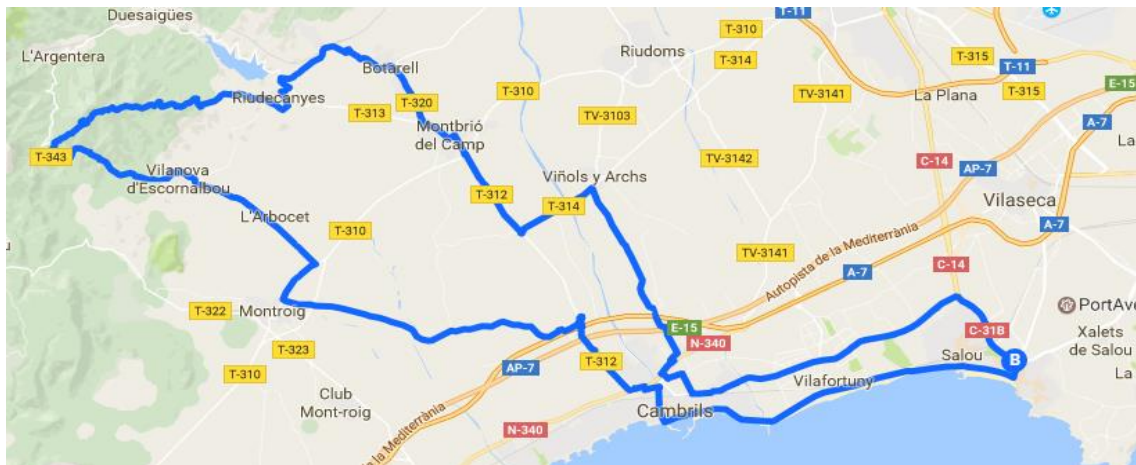 Duesaigües
L'Argentera
T-11
T-310
Riudoms
T-314
T-315
T-11
Botarell
Riudecanyes
T-320
T-310
T-313
Montbrió
del Camp
TV-3103
TV-3141
La Plana
T-315
E-15
A-7
La
T-343
Vilanova
d'Escornalbou
TV-3142
C-14
AP-7
Viñols y Archs
T-312
T-314
Vilaseca
L'Arbocet
T-310
A-7
TV-3141
Autopista de la Mediterrània
A-7
C-14
T-322
Montroig
PortAve
E-15
C-31B
Xalets
de Salou
N-340
T-323
T-310
AP-7
T-312
Salou
B
La
Vilafortuny
Club
Mont-roig
Cambrils
N-340
de la Mediterrània